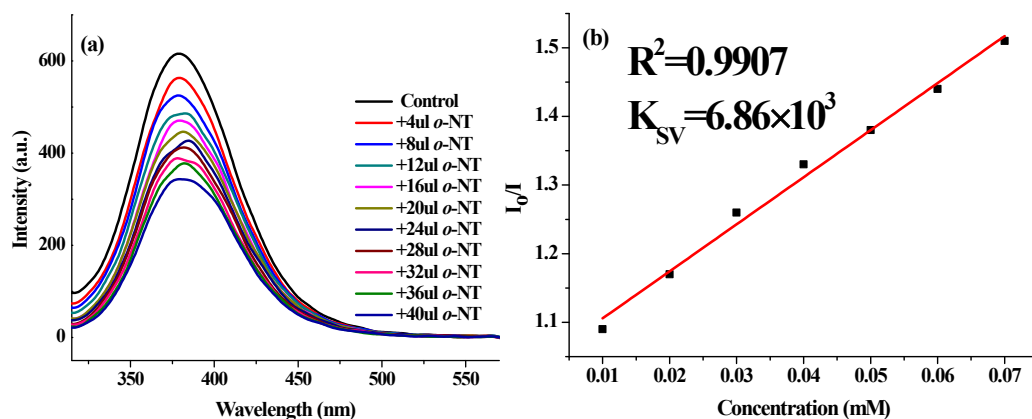 (a)
600
400
200
0
Intensity (a.u.)
350 400 450 500 550
Wavelength (nm)
Control
+4ul o-NT
+8ul o-NT
+12ul o-NT
+16ul o-NT
+20ul o-NT
+24ul o-NT
+28ul o-NT
+32ul o-NT
+36ul o-NT
+40ul o-NT
(b)
R²=0.9907
K_SV=6.86×10³
1.5
1.4
1.3
1.2
1.1
I₀/I
0.01 0.02 0.03 0.04 0.05 0.06 0.07
Concentration (mM)